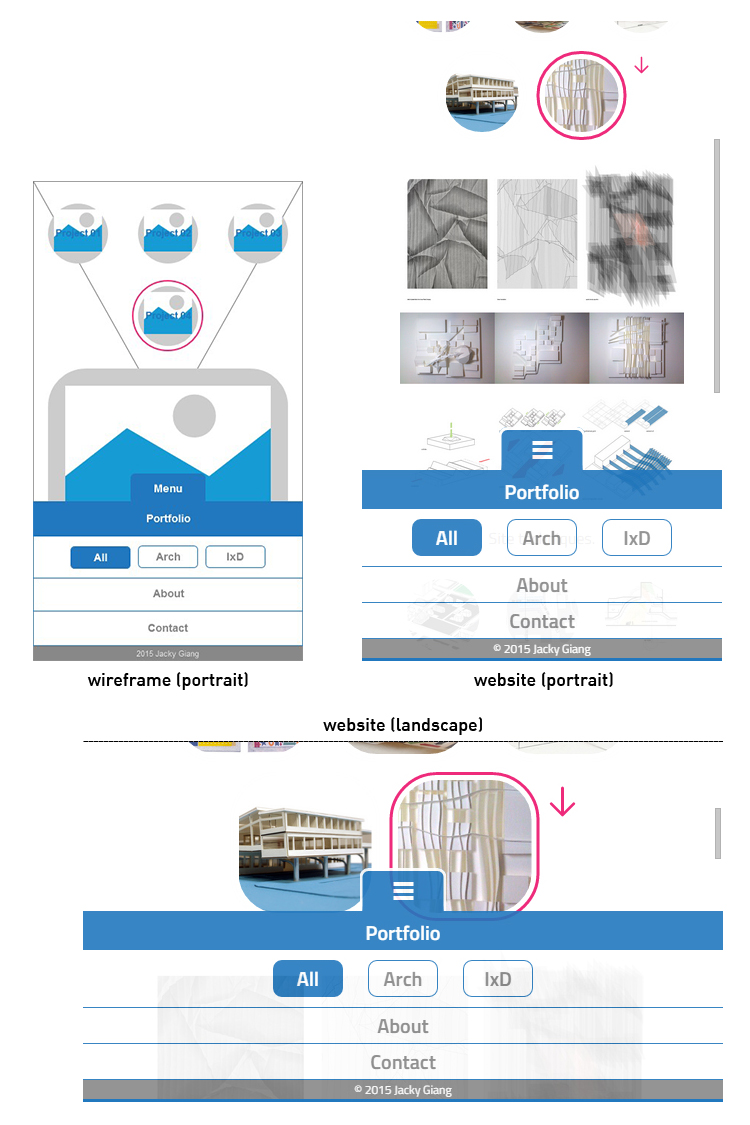 Project 01
Project 02
Project 04
Menu
Portfolio
All
Arch
IxD
About
Contact
2015 Jacky Giang
wireframe (portrait)
Portfolio
All
Arch
IxD
About
Contact
© 2015 Jacky Giang
website (portrait)
website (landscape)
Portfolio
All
Arch
IxD
About
Contact
© 2015 Jacky Giang